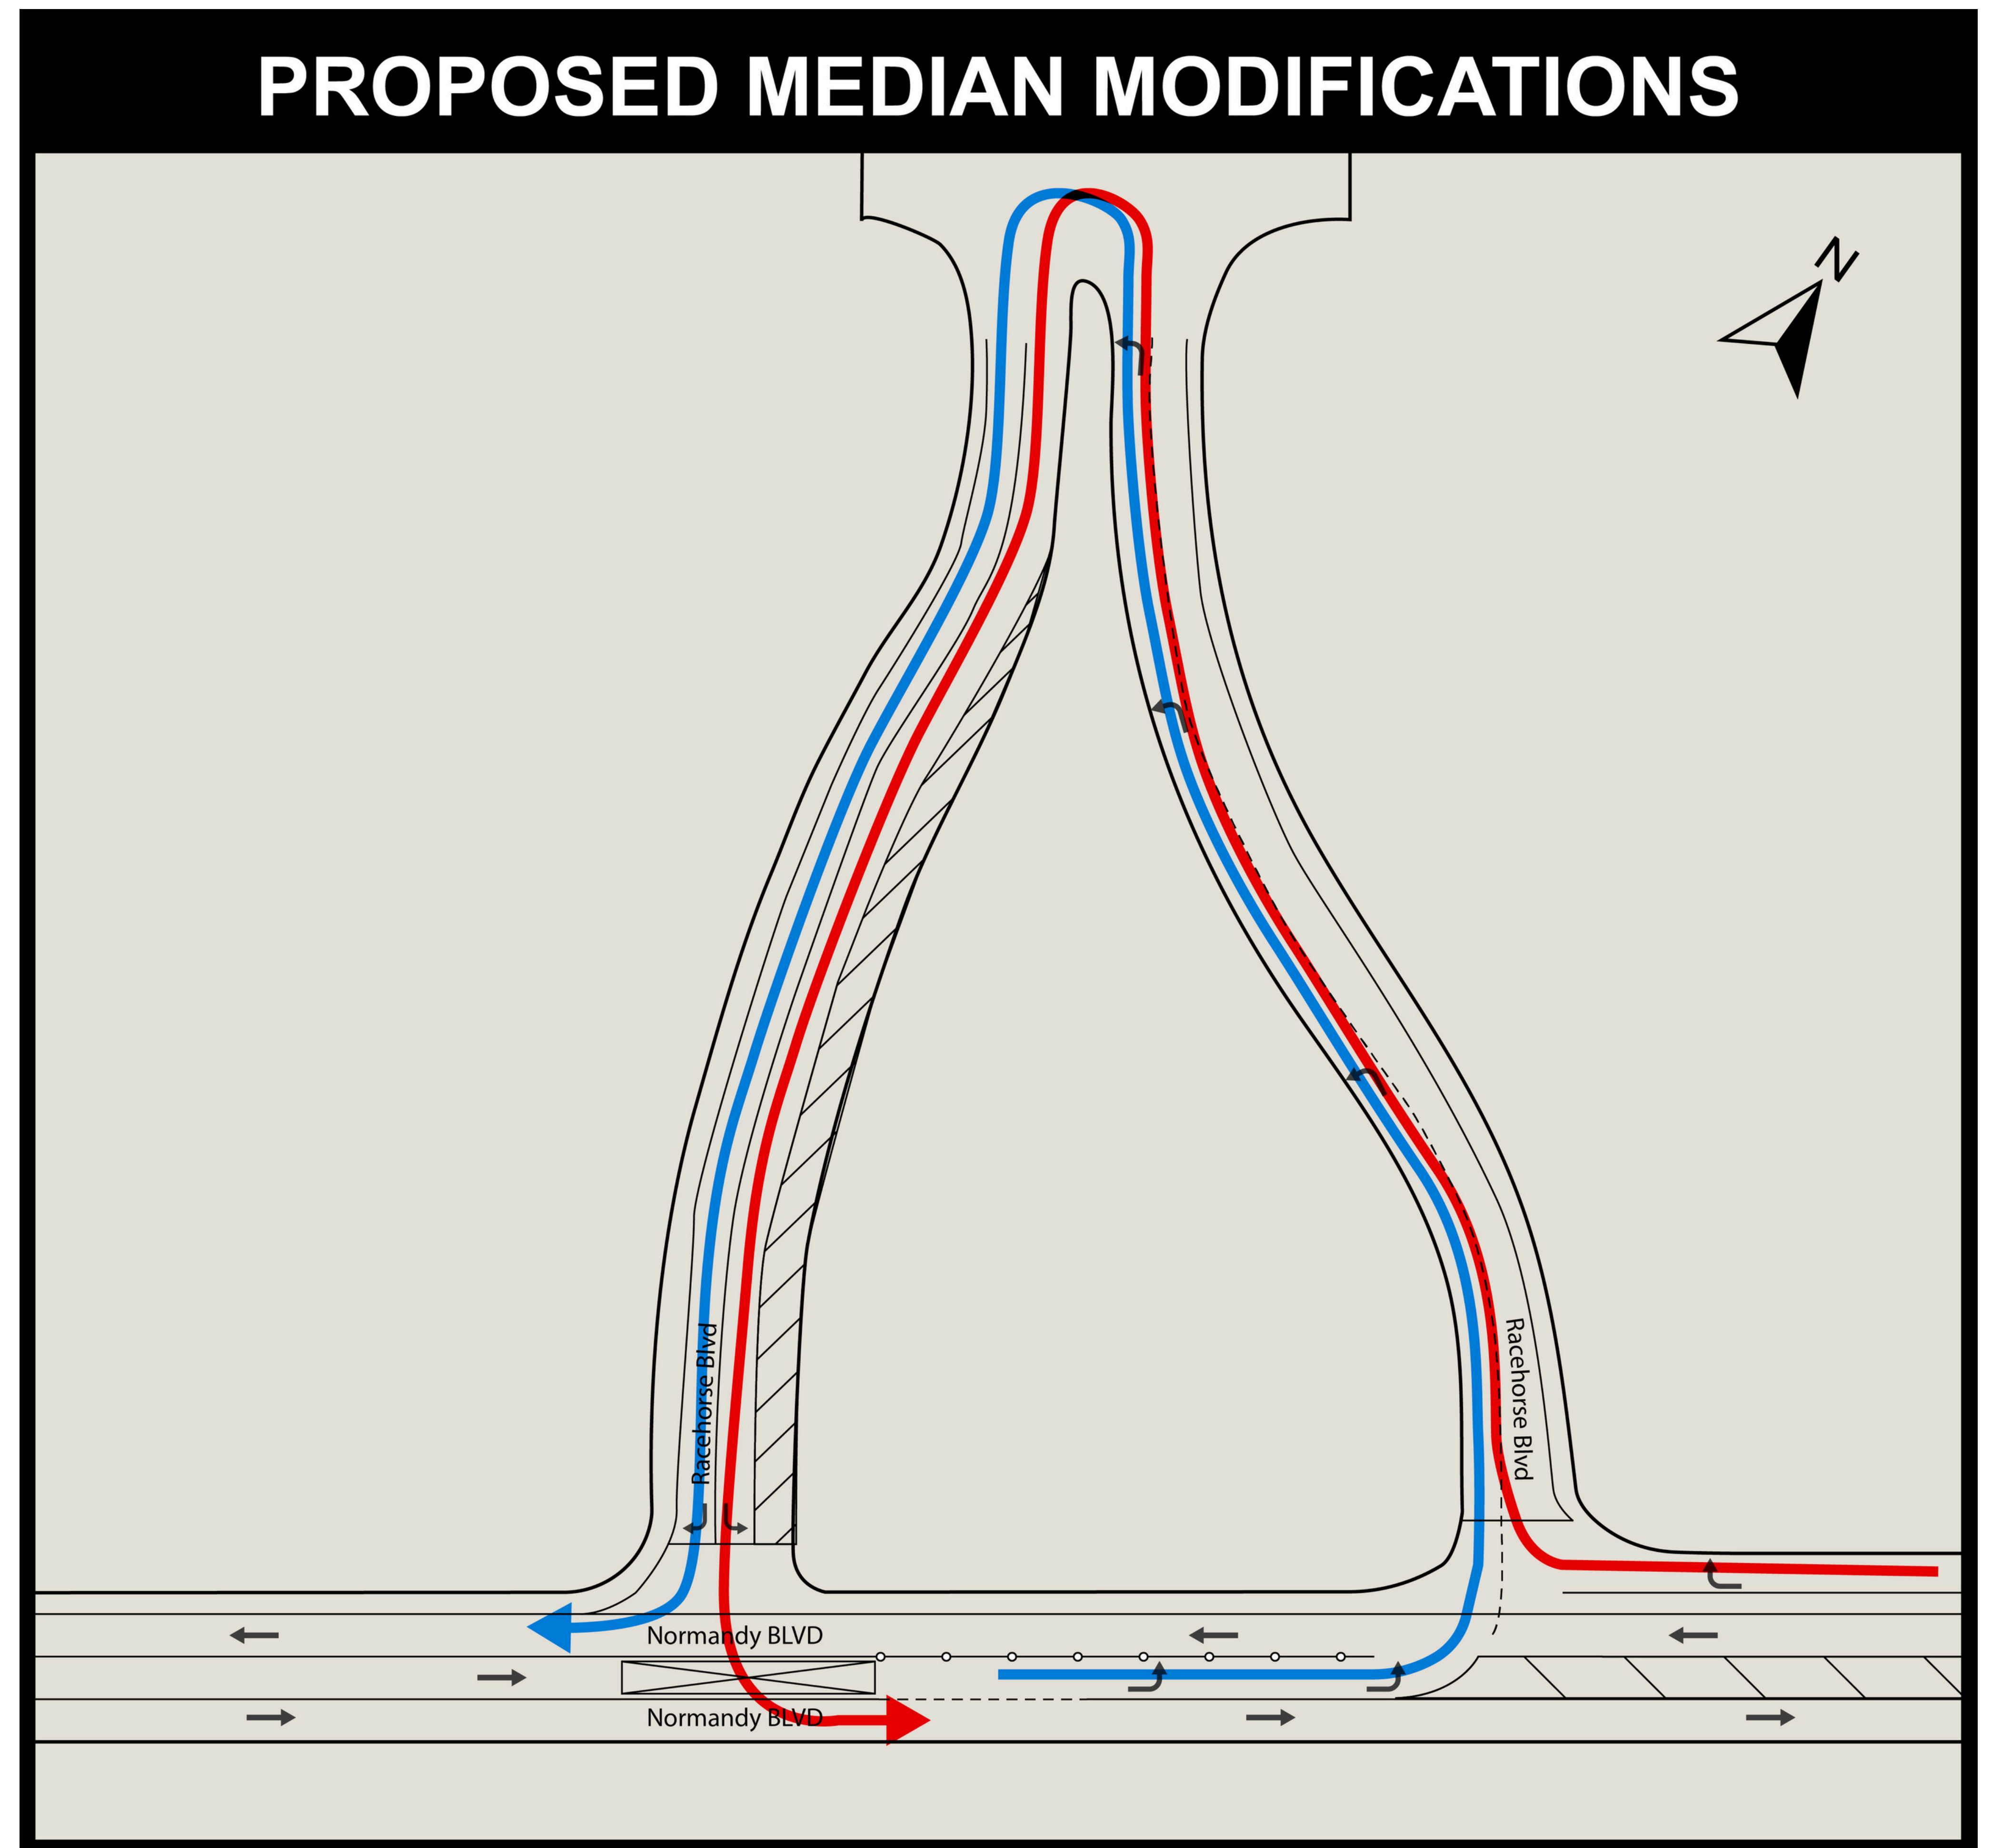 PROPOSED MEDIAN MODIFICATIONS
N
Racehorse Blvd
Racehorse Blvd
Normandy BLVD
Normandy BLVD